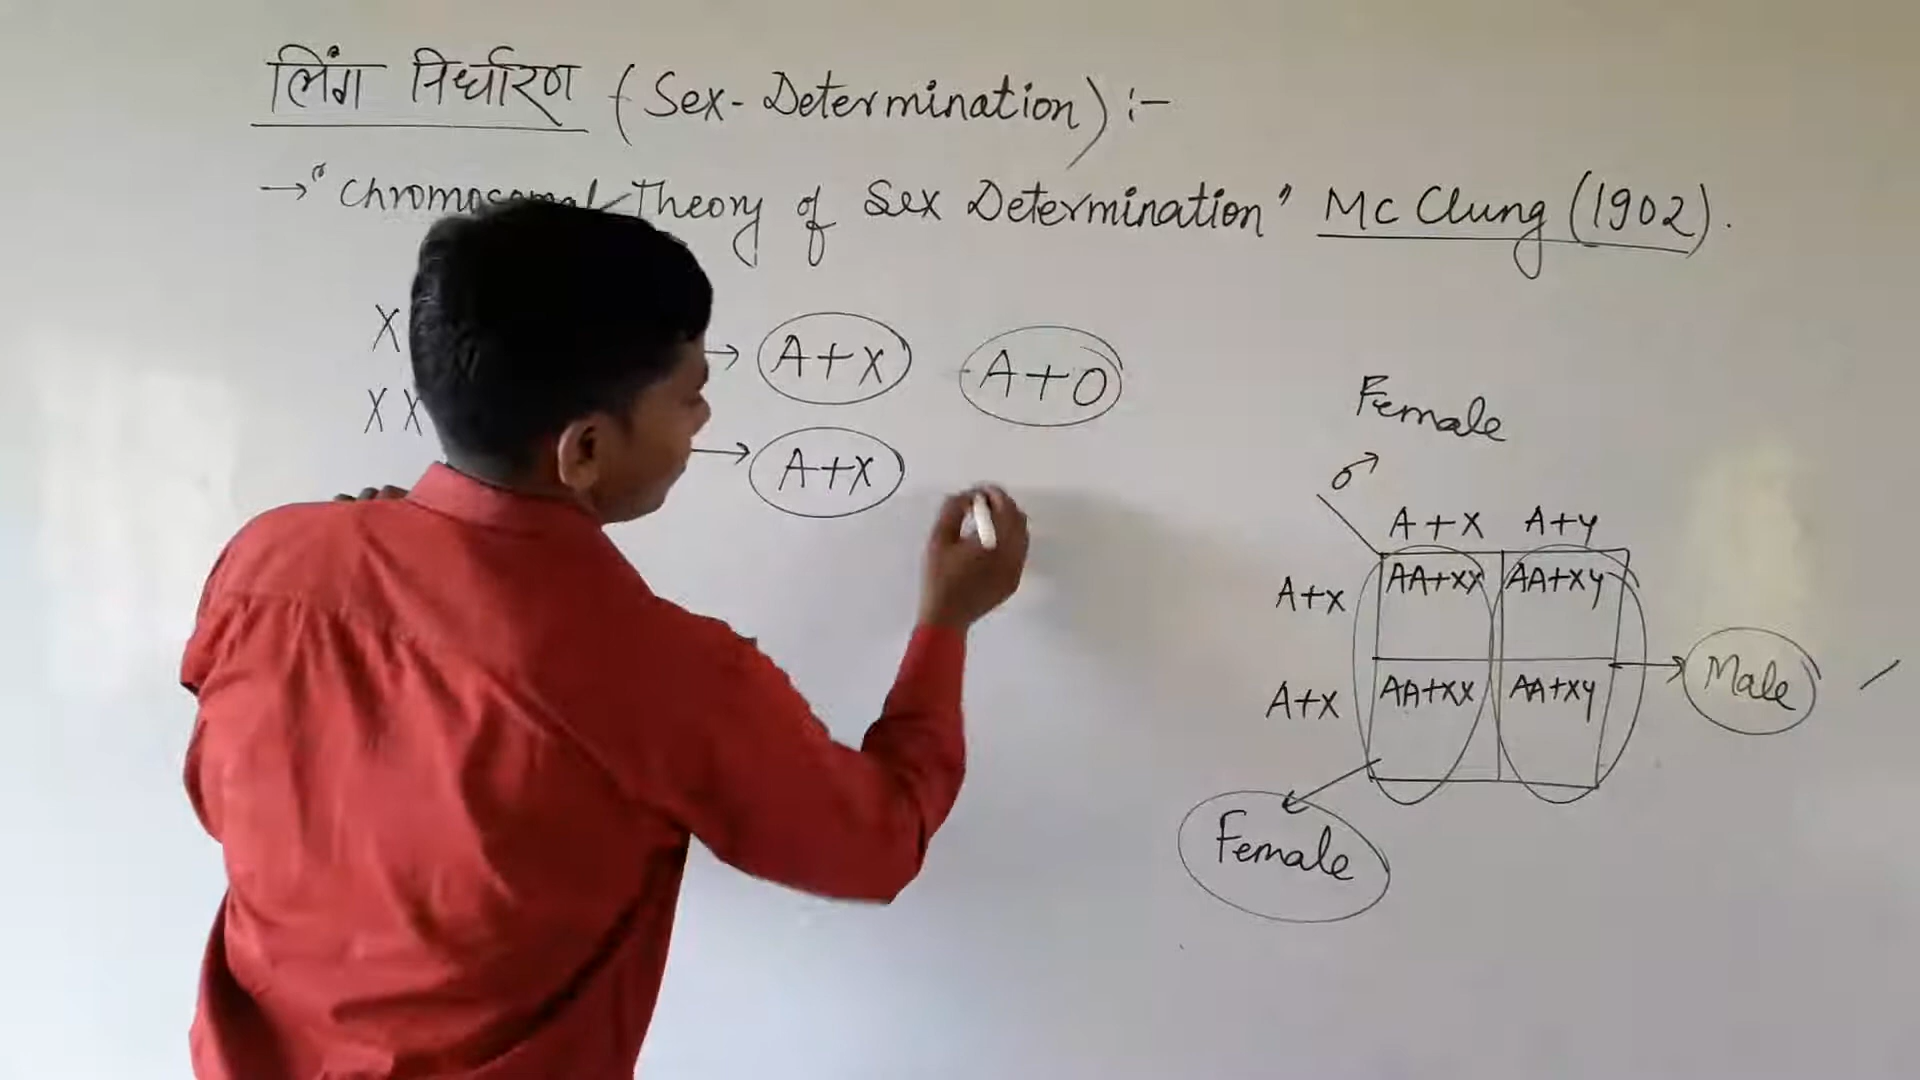 लिंग निर्धारण (Sex-Determination) :-
→ "Chromosomal Theory of Sex Determination" Mc Clung (1902).
X → A+X A+O
XX → A+X
Female
♂
A+X A+y
A+X AA+XX AA+Xy
A+X AA+XX AA+Xy
→ Male
Female